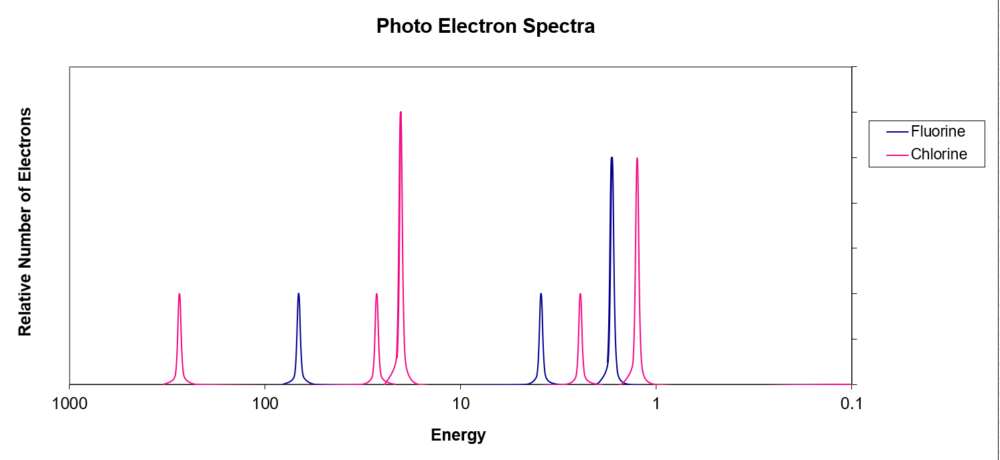 Photo Electron Spectra
Relative Number of Electrons
Fluorine
Chlorine
1000
100
10
1
0.1
Energy